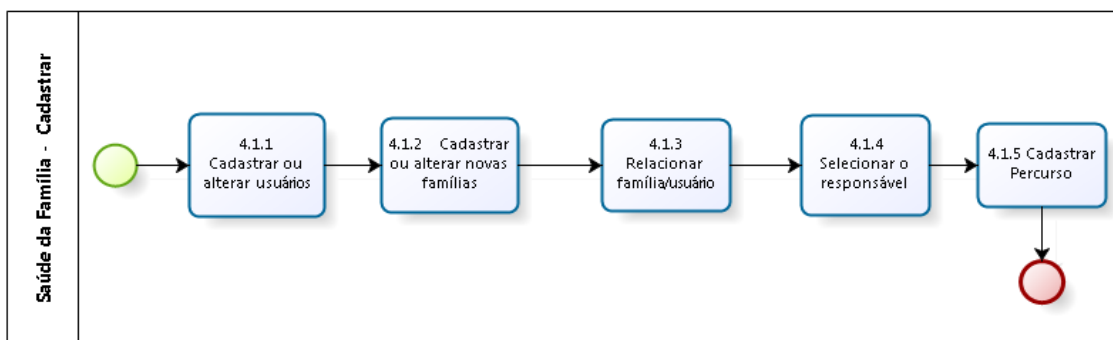 Saúde da Família - Cadastrar
4.1.1
Cadastrar ou
alterar usuários
4.1.2 Cadastrar
ou alterar novas
famílias
4.1.3
Relacionar
família/usuário
4.1.4
Selecionar o
responsável
4.1.5 Cadastrar
Percurso